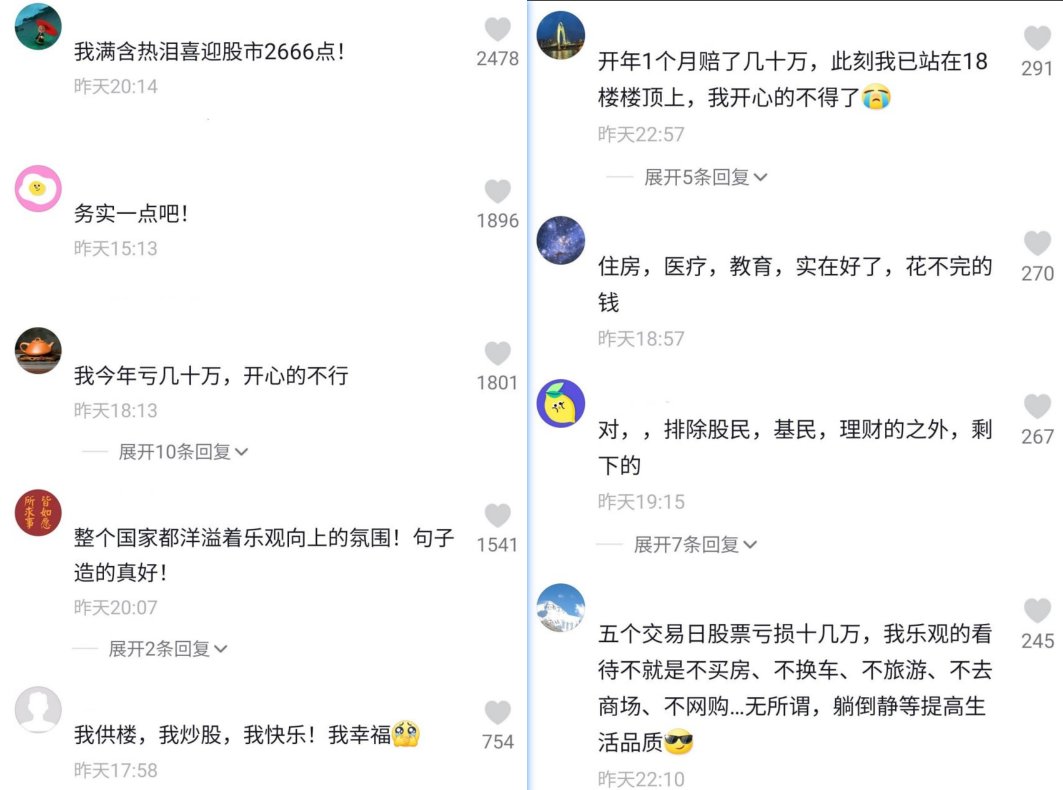 我满含热泪喜迎股市2666点！
2478
昨天20:14
务实一点吧！
1896
昨天15:13
我今年亏几十万，开心的不行
1801
昨天18:13
展开10条回复
所求 皆如
事 愿
整个国家都洋溢着乐观向上的氛围！句子
造的真好！
1541
昨天20:07
展开2条回复
我供楼，我炒股，我快乐！我幸福🥹
754
昨天17:58
开年1个月赔了几十万，此刻我已站在18
楼楼顶上，我开心的不得了😭
291
昨天22:57
展开5条回复
住房，医疗，教育，实在好了，花不完的
钱
270
昨天18:57
对，，排除股民，基民，理财的之外，剩
下的
267
昨天19:15
展开7条回复
五个交易日股票亏损十几万，我乐观的看
待不就是不买房、不换车、不旅游、不去
商场、不网购...无所谓，躺倒静等提高生
活品质😎
245
昨天22:10